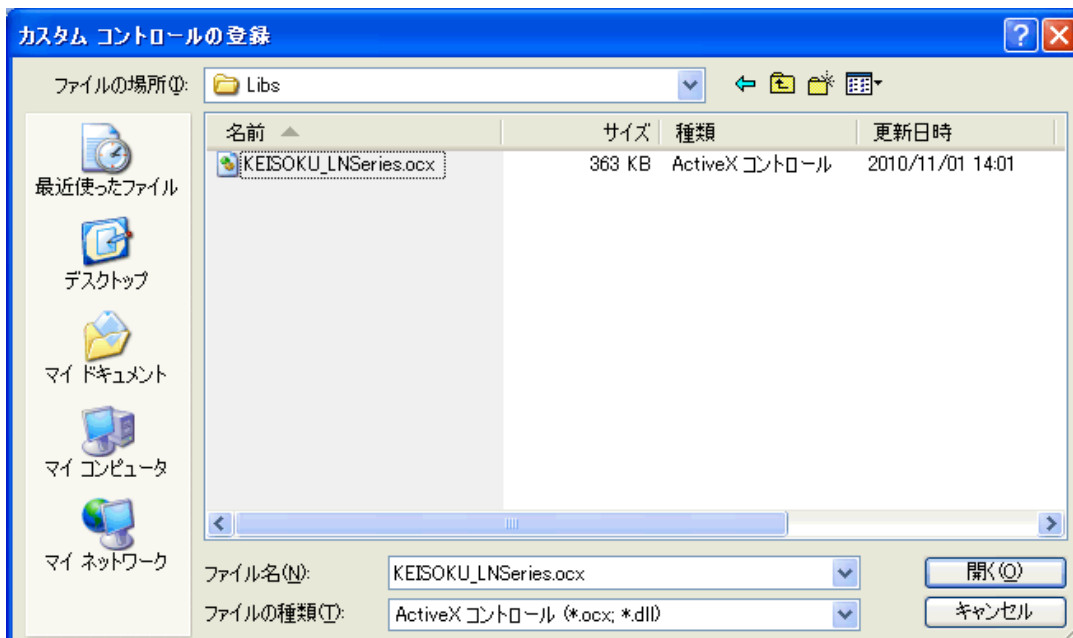 カスタム コントロールの登録
ファイルの場所(I):
Libs
最近使ったファイル
デスクトップ
マイ ドキュメント
マイ コンピュータ
マイ ネットワーク
名前 サイズ 種類 更新日時
KEISOKU_LNSeries.ocx 363 KB ActiveX コントロール 2010/11/01 14:01
ファイル名(N): KEISOKU_LNSeries.ocx 開く(O)
ファイルの種類(T): ActiveX コントロール (*.ocx; *.dll) キャンセル